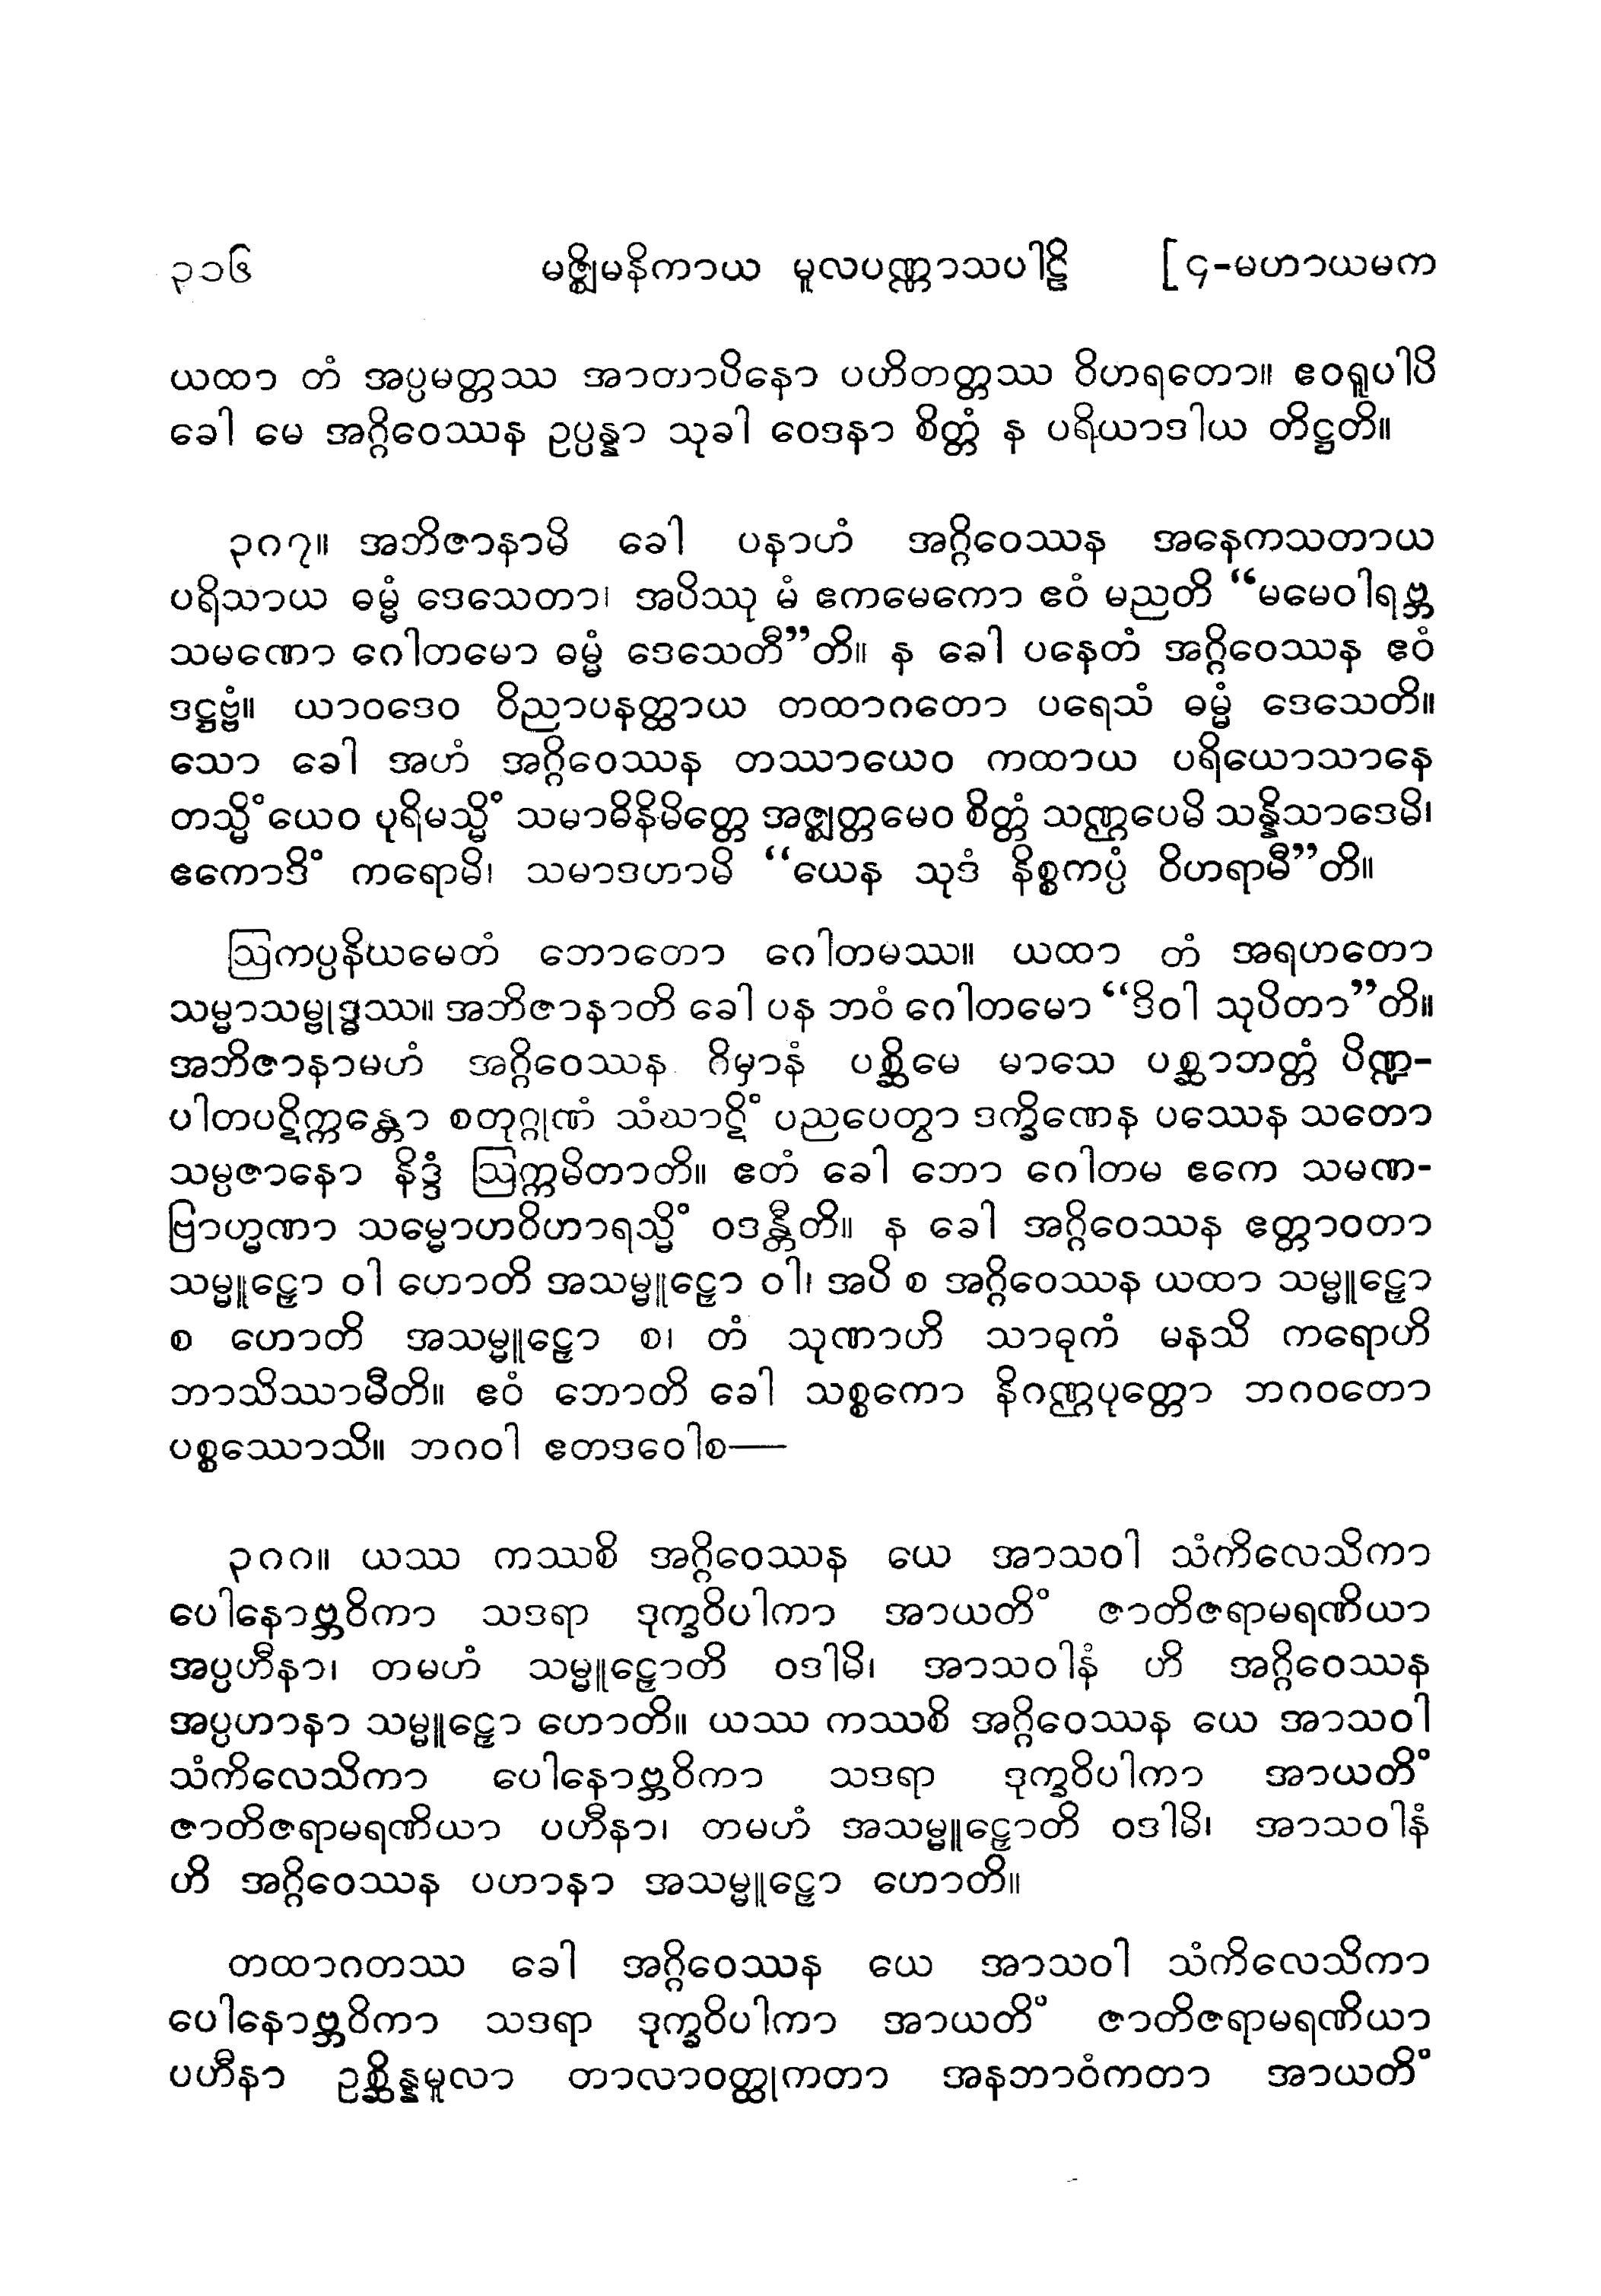 ၃၁၆ မဇ္ဈိမနိကာယ မူလပဏ္ဏာသပါဠိ [၄-မဟာယမက
ယထာ တံ အပ္ပမတ္တဿ အာတာပိနော ပဟိတတ္တဿ ဝိဟရတော။ ဧဝရူပါပိ
ခေါ မေ အဂ္ဂိဝေဿန ဥပ္ပန္နာ သုခါ ဝေဒနာ စိတ္တံ န ပရိယာဒါယ တိဋ္ဌတိ။
၃၈၇။ အဘိဇာနာမိ ခေါ ပနာဟံ အဂ္ဂိဝေဿန အနေကသတာယ
ပရိသာယ ဓမ္မံ ဒေသေတာ၊ အပိဿု မံ ဧကမေကော ဧဝံ မညတိ “မမေဝါရဗ္ဘ
သမဏော ဂေါတမော ဓမ္မံ ဒေသေတီ”တိ။ န ခေါ ပနေတံ အဂ္ဂိဝေဿန ဧဝံ
ဒဋ္ဌဗ္ဗံ။ ယာဝဒေဝ ဝိညာပနတ္ထာယ တထာဂတော ပရေသံ ဓမ္မံ ဒေသေတိ။
သော ခေါ အဟံ အဂ္ဂိဝေဿန တဿာယေဝ ကထာယ ပရိယောသာနေ
တသ္မိံယေဝ ပုရိမသ္မိံ သမာဓိနိမိတ္တေ အဇ္ဈတ္တမေဝ စိတ္တံ သဏ္ဌပေမိ သန္နိသာဒေမိ၊
ဧကောဒိံ ကရောမိ၊ သမာဒဟာမိ “ယေန သုဒံ နိစ္စကပ္ပံ ဝိဟရာမီ”တိ။
ဩကပ္ပနိယမေတံ ဘောတော ဂေါတမဿ။ ယထာ တံ အရဟတော
သမ္မာသမ္ဗုဒ္ဓဿ။ အဘိဇာနာတိ ခေါ ပန ဘဝံ ဂေါတမော “ဒိဝါ သုပိတာ”တိ။
အဘိဇာနာမဟံ အဂ္ဂိဝေဿန ဂိမှာနံ ပစ္ဆိမေ မာသေ ပစ္ဆာဘတ္တံ ပိဏ္ဍ-
ပါတပဋိက္ကန္တော စတုဂ္ဂုဏံ သံဃာဋိံ ပညပေတွာ ဒက္ခိဏေန ပဿေန သတော
သမ္ပဇာနော နိဒ္ဒံ ဩက္ကမိတာတိ။ ဧတံ ခေါ ဘော ဂေါတမ ဧကေ သမဏ-
ဗြာဟ္မဏာ သမ္မောဟဝိဟာရသ္မိံ ဝဒန္တီတိ။ န ခေါ အဂ္ဂိဝေဿန ဧတ္တာဝတာ
သမ္မူဠှော ဝါ ဟောတိ အသမ္မူဠှော ဝါ၊ အပိ စ အဂ္ဂိဝေဿန ယထာ သမ္မူဠှော
စ ဟောတိ အသမ္မူဠှော စ၊ တံ သုဏာဟိ သာဓုကံ မနသိ ကရောဟိ
ဘာသိဿာမီတိ။ ဧဝံ ဘောတိ ခေါ သစ္စကော နိဂဏ္ဌပုတ္တော ဘဂဝတော
ပစ္စဿောသိ။ ဘဂဝါ ဧတဒဝေါစ—
၃၈၈။ ယဿ ကဿစိ အဂ္ဂိဝေဿန ယေ အာသဝါ သံကိလေသိကာ
ပေါနောဗ္ဘဝိကာ သဒရာ ဒုက္ခဝိပါကာ အာယတိံ ဇာတိဇရာမရဏိယာ
အပ္ပဟီနာ၊ တမဟံ သမ္မူဠှောတိ ဝဒါမိ၊ အာသဝါနံ ဟိ အဂ္ဂိဝေဿန
အပ္ပဟာနာ သမ္မူဠှော ဟောတိ။ ယဿ ကဿစိ အဂ္ဂိဝေဿန ယေ အာသဝါ
သံကိလေသိကာ ပေါနောဗ္ဘဝိကာ သဒရာ ဒုက္ခဝိပါကာ အာယတိံ
ဇာတိဇရာမရဏိယာ ပဟီနာ၊ တမဟံ အသမ္မူဠှောတိ ဝဒါမိ၊ အာသဝါနံ
ဟိ အဂ္ဂိဝေဿန ပဟာနာ အသမ္မူဠှော ဟောတိ။
တထာဂတဿ ခေါ အဂ္ဂိဝေဿန ယေ အာသဝါ သံကိလေသိကာ
ပေါနောဗ္ဘဝိကာ သဒရာ ဒုက္ခဝိပါကာ အာယတိံ ဇာတိဇရာမရဏိယာ
ပဟီနာ ဥစ္ဆိန္နမူလာ တာလာဝတ္ထုကတာ အနဘာဝံကတာ အာယတိံ